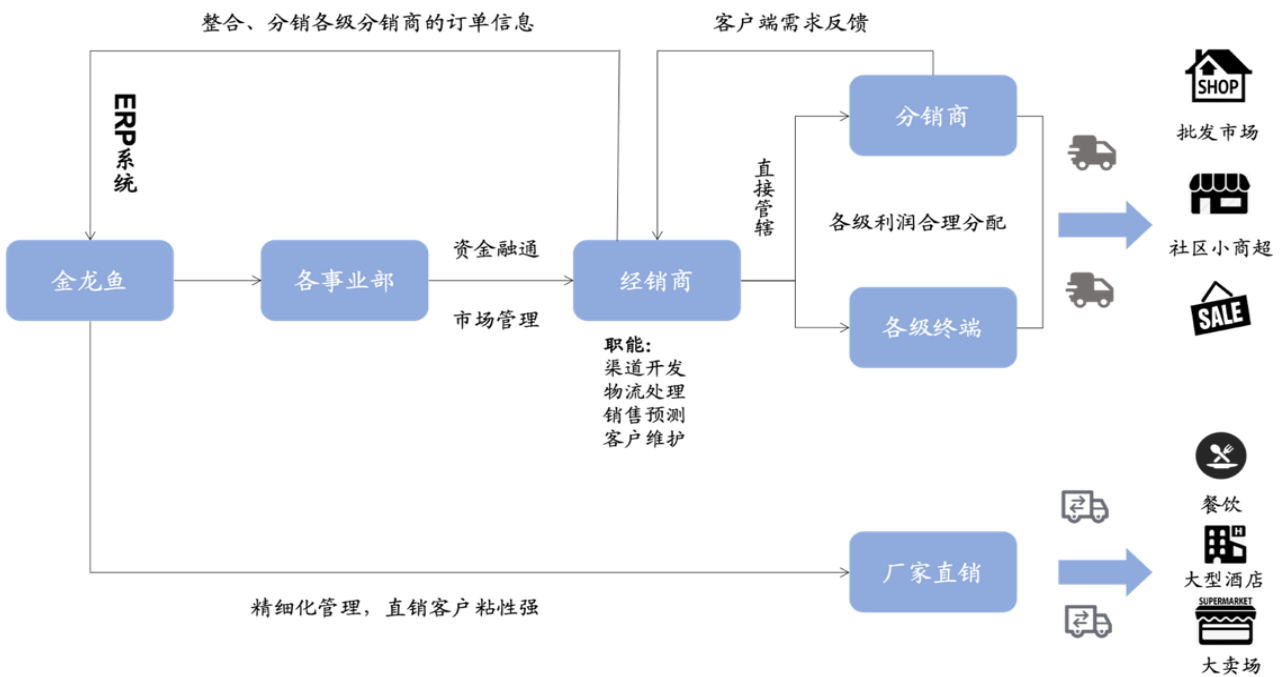 整合、分销各级分销商的订单信息
客户端需求反馈
ERP系统
SHOP
批发市场
分销商
直接管辖
各级利润合理分配
社区小商超
金龙鱼
各事业部
资金融通
市场管理
经销商
各级终端
SALE
职能：
渠道开发
物流处理
销售预测
客户维护
餐饮
H
厂家直销
大型酒店
精细化管理，直销客户粘性强
SUPERMARKET
大卖场